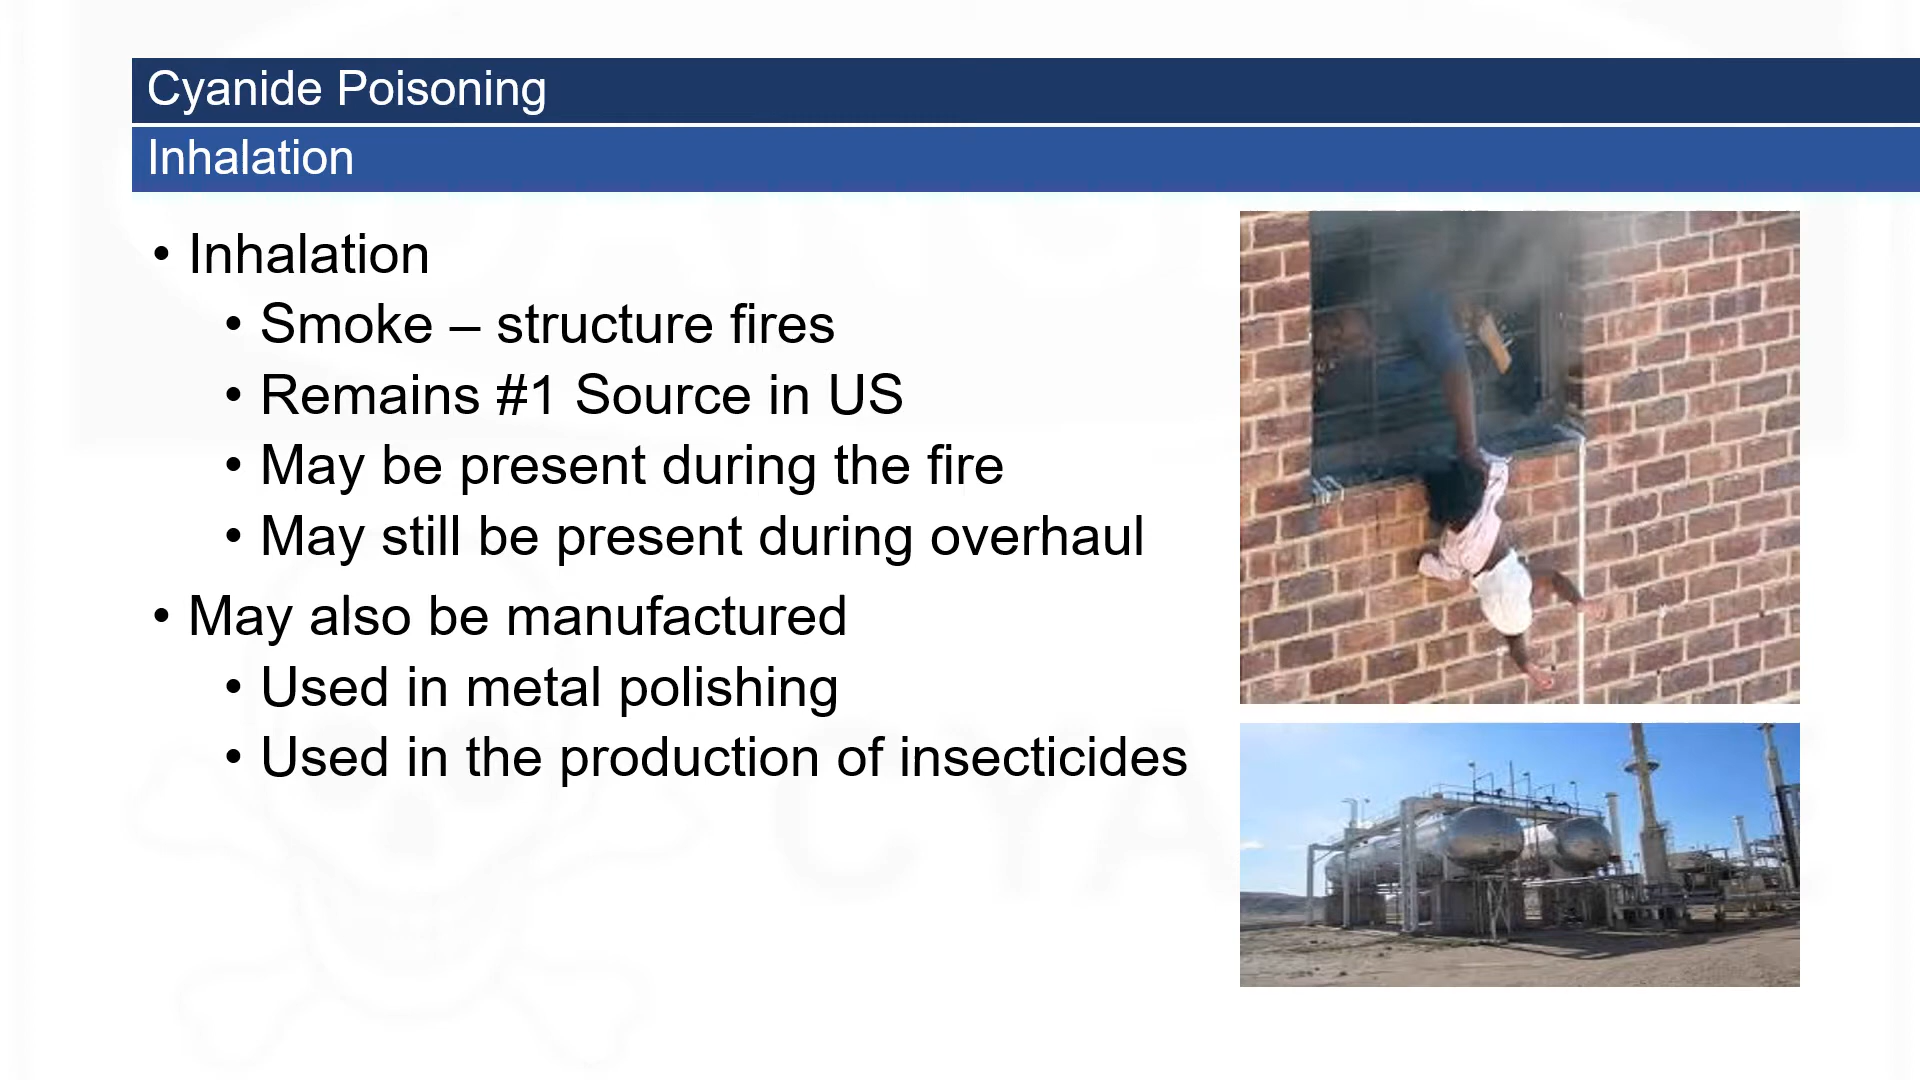 Cyanide Poisoning
Inhalation
• Inhalation
• Smoke – structure fires
• Remains #1 Source in US
• May be present during the fire
• May still be present during overhaul
• May also be manufactured
• Used in metal polishing
• Used in the production of insecticides